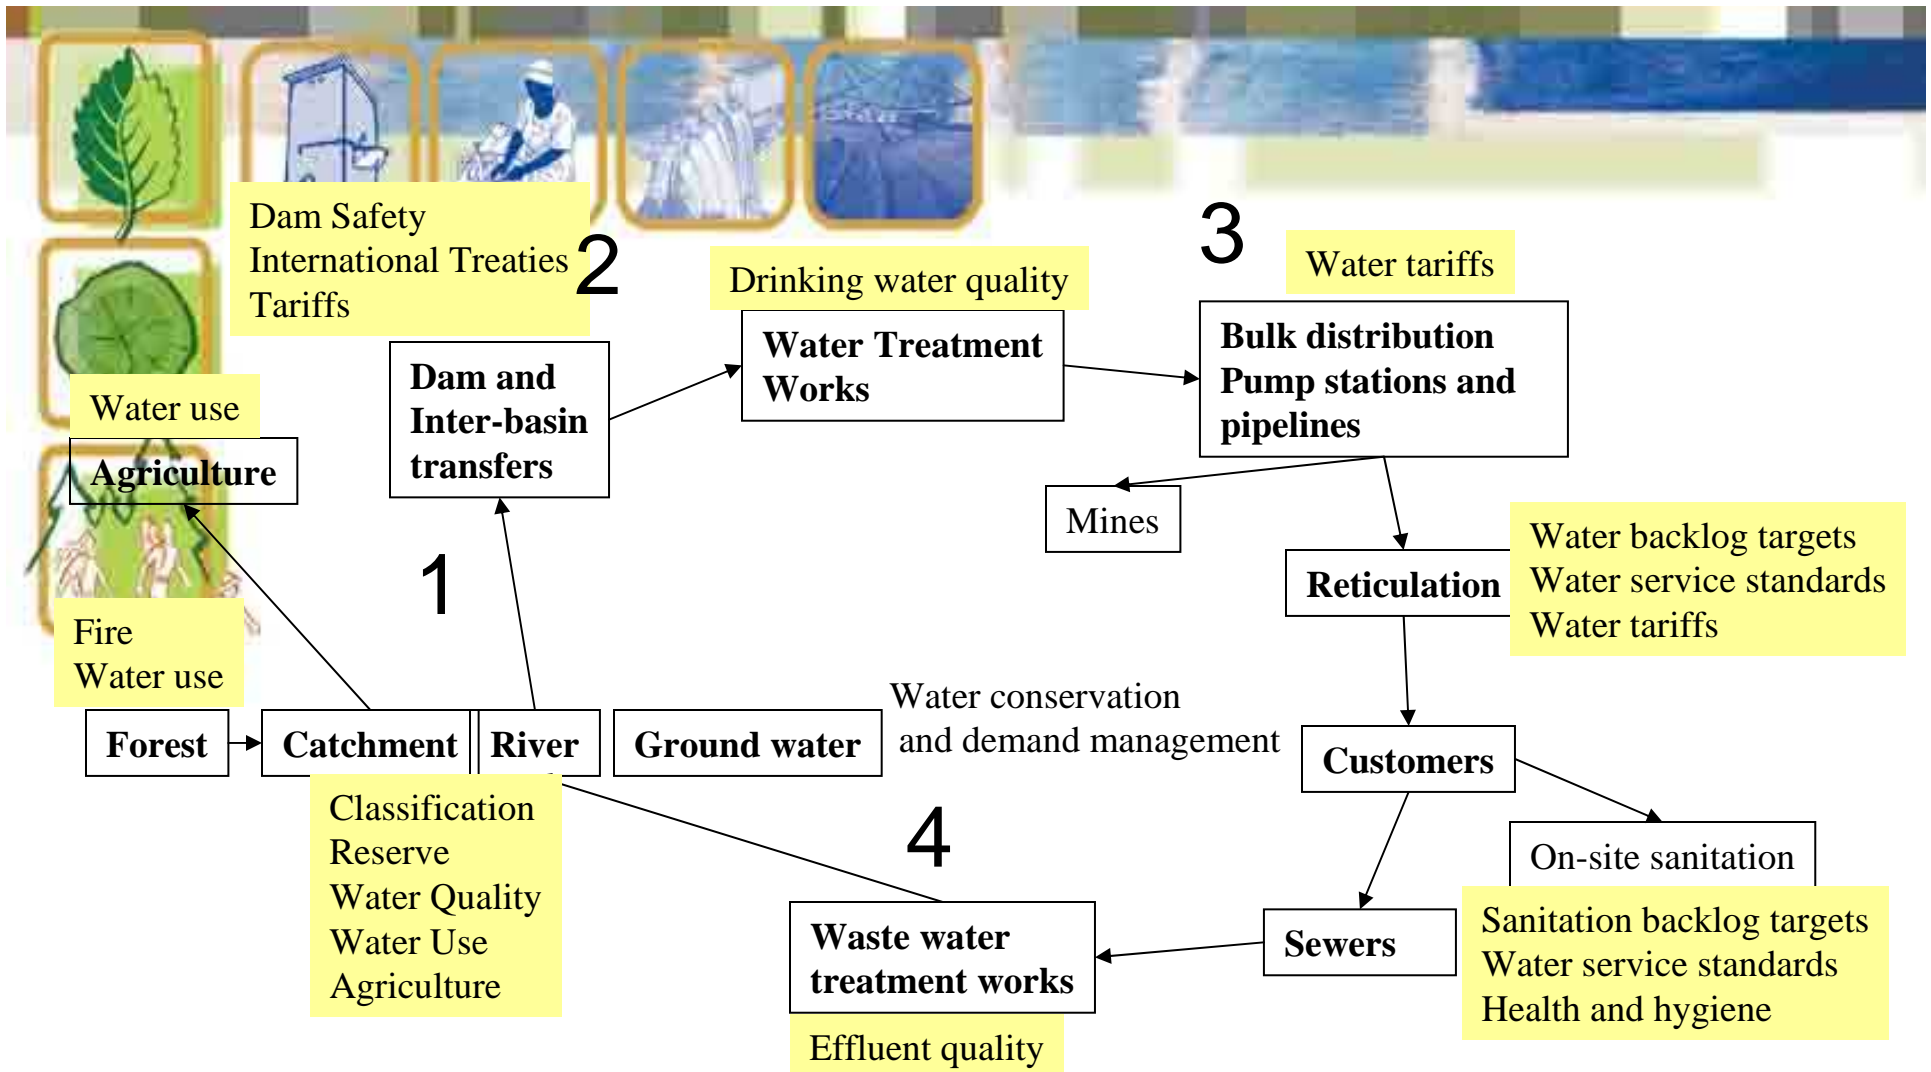 Dam Safety
International Treaties
Tariffs
2
Drinking water quality
3
Water tariffs
Water Treatment
Works
Bulk distribution
Pump stations and
pipelines
Dam and
Inter-basin
transfers
Water use
Agriculture
Mines
1
Water backlog targets
Water service standards
Water tariffs
Reticulation
Fire
Water use
Forest
Catchment
River
Ground water
Water conservation
and demand management
Customers
Classification
Reserve
Water Quality
Water Use
Agriculture
4
On-site sanitation
Waste water
treatment works
Sewers
Sanitation backlog targets
Water service standards
Health and hygiene
Effluent quality